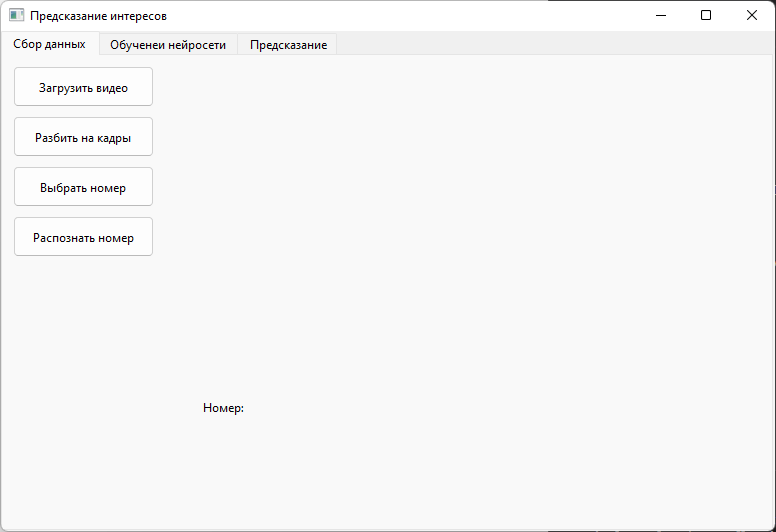 Предсказание интересов
Сбор данных Обученеи нейросети Предсказание
Загрузить видео
Разбить на кадры
Выбрать номер
Распознать номер
Номер: